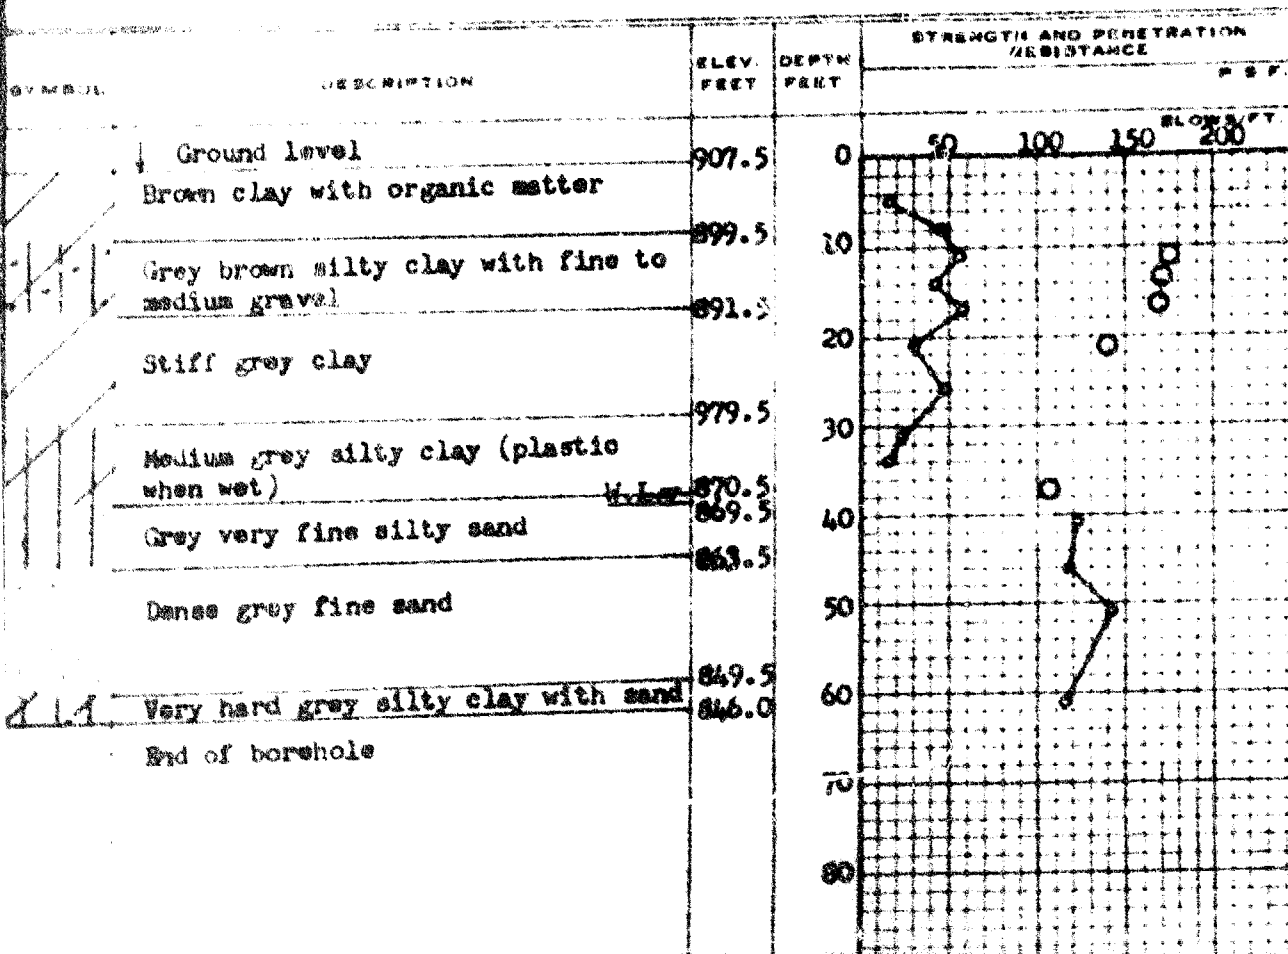 STRENGTH AND PENETRATION
RESISTANCE
SYMBOL
DESCRIPTION
ELEV.
FEET
DEPTH
FEET
P S F.
BLOWS/FT.
50 100 150 200
Ground level
907.5
0
Brown clay with organic matter
899.5
10
Grey brown silty clay with fine to
medium gravel
891.5
20
Stiff grey clay
979.5
30
Medium grey silty clay (plastic
when wet)
W.L.
870.5
869.5
40
Grey very fine silty sand
863.5
50
Dense grey fine sand
849.5
60
Very hard grey silty clay with sand
846.0
End of borehole
70
80